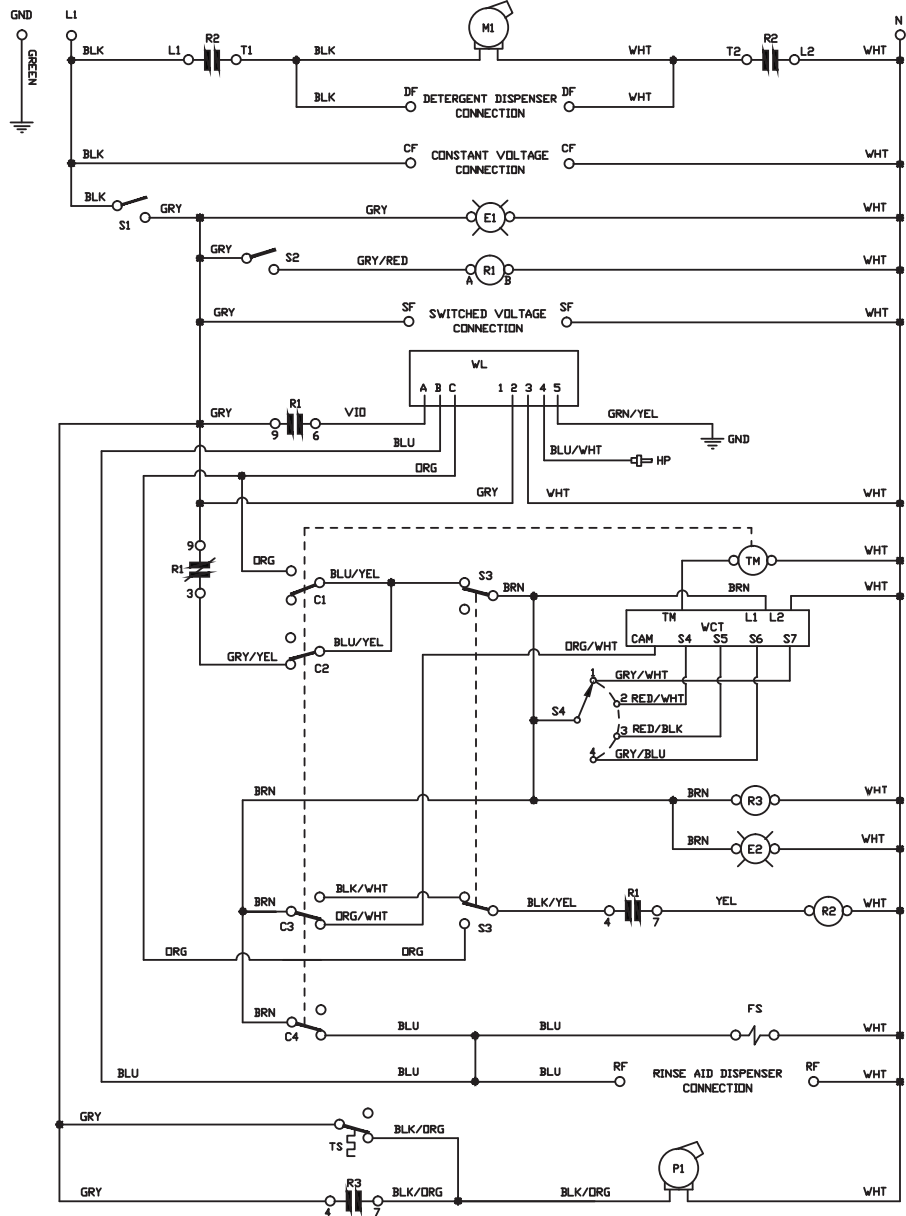 GND L1 N
GREEN
BLK L1 R2 T1 BLK M1 WHT T2 R2 L2 WHT
BLK DF DETERGENT DISPENSER DF WHT
CONNECTION
BLK CF CONSTANT VOLTAGE CF WHT
CONNECTION
BLK S1 GRY GRY E1 WHT
GRY S2 GRY/RED A R1 B WHT
GRY SF SWITCHED VOLTAGE SF WHT
CONNECTION
WL
A B C 1 2 3 4 5
GRY 9 R1 6 VIO GRN/YEL
BLU BLU/WHT GND
ORG HP
GRY WHT WHT
9 R1 3
ORG C1 BLU/YEL S3 BRN TM WHT
BRN WHT
TM L1 L2
WCT
CAM S4 S5 S6 S7
GRY/YEL C2 BLU/YEL ORG/WHT
1 GRY/WHT
S4 2 RED/WHT
3 RED/BLK
4 GRY/BLU
BRN BRN R3 WHT
BRN E2 WHT
BLK/WHT
BRN C3 ORG/WHT S3 BLK/YEL 4 R1 7 YEL R2 WHT
ORG ORG
BRN C4 BLU BLU FS WHT
BLU BLU BLU RF RINSE AID DISPENSER RF WHT
CONNECTION
GRY TS BLK/ORG
GRY 4 R3 7 BLK/ORG BLK/ORG P1 WHT